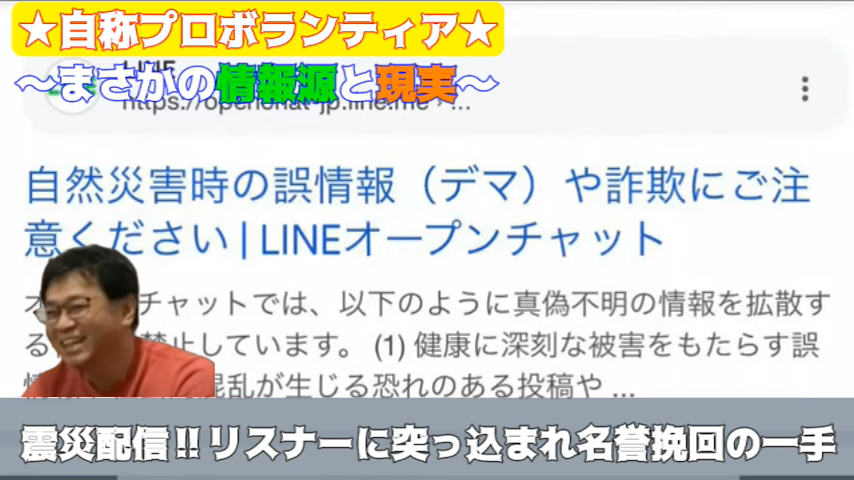 ★自称プロボランティア★
LINE
～まさかの情報源と現実～
https://openchat-jp.line.me › ...
自然災害時の誤情報（デマ）や詐欺にご注
意ください | LINEオープンチャット
チャットでは、以下のように真偽不明の情報を拡散す
る 禁止しています。 (1) 健康に深刻な被害をもたらす誤
混乱が生じる恐れのある投稿や ...
震災配信!!リスナーに突っ込まれ名誉挽回の一手